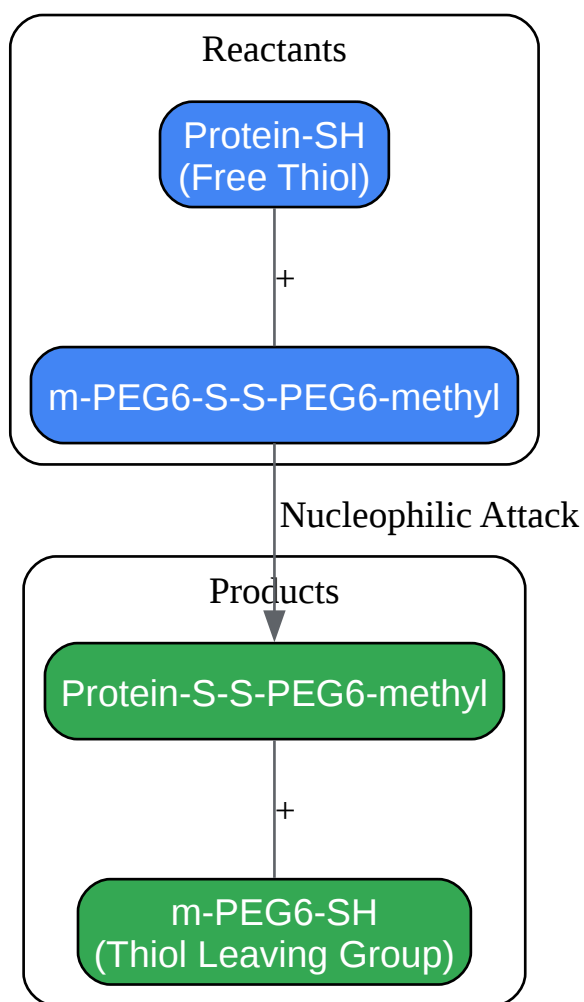 Reactants
Protein-SH
(Free Thiol)
+
m-PEG6-S-S-PEG6-methyl
Nucleophilic Attack
Products
Protein-S-S-PEG6-methyl
+
m-PEG6-SH
(Thiol Leaving Group)